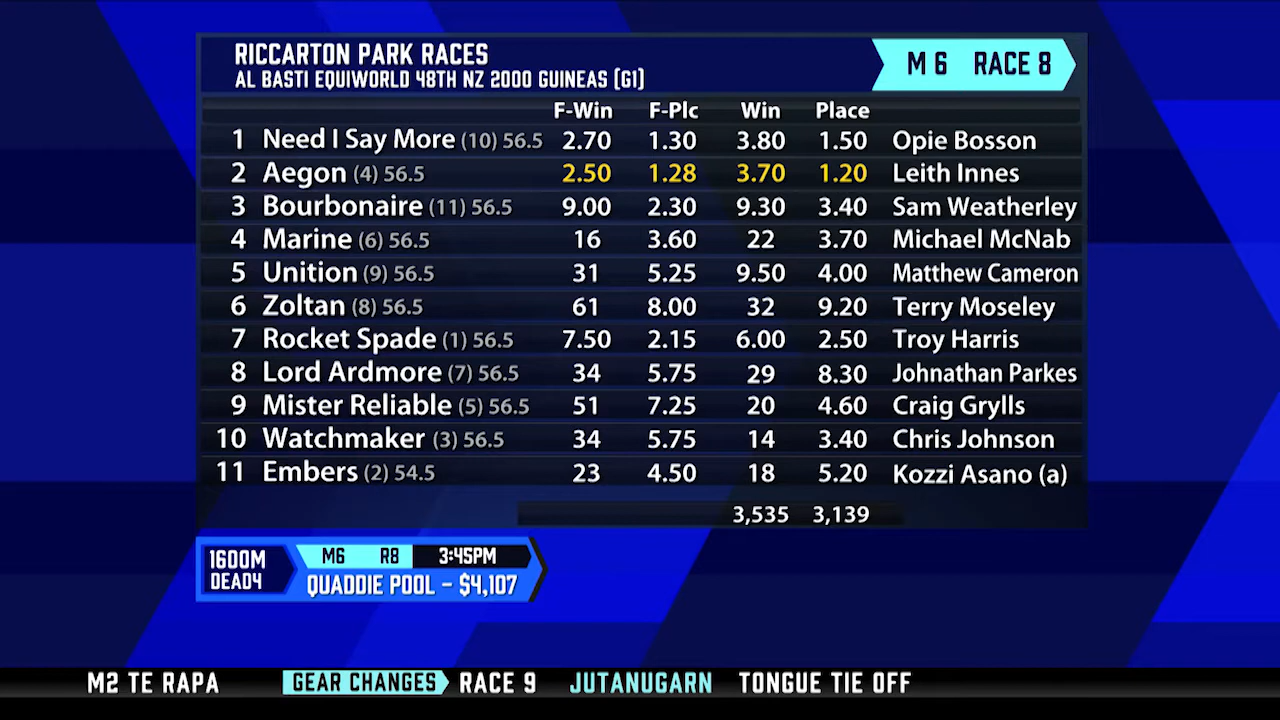 RICCARTON PARK RACES
AL BASTI EQUIWORLD 48TH NZ 2000 GUINEAS (G1)
M 6 RACE 8
F-Win F-Plc Win Place
1 Need I Say More (10) 56.5 2.70 1.30 3.80 1.50 Opie Bosson
2 Aegon (4) 56.5 2.50 1.28 3.70 1.20 Leith Innes
3 Bourbonaire (11) 56.5 9.00 2.30 9.30 3.40 Sam Weatherley
4 Marine (6) 56.5 16 3.60 22 3.70 Michael McNab
5 Unition (9) 56.5 31 5.25 9.50 4.00 Matthew Cameron
6 Zoltan (8) 56.5 61 8.00 32 9.20 Terry Moseley
7 Rocket Spade (1) 56.5 7.50 2.15 6.00 2.50 Troy Harris
8 Lord Ardmore (7) 56.5 34 5.75 29 8.30 Johnathan Parkes
9 Mister Reliable (5) 56.5 51 7.25 20 4.60 Craig Grylls
10 Watchmaker (3) 56.5 34 5.75 14 3.40 Chris Johnson
11 Embers (2) 54.5 23 4.50 18 5.20 Kozzi Asano (a)
3,535 3,139
1600M
DEAD4
M6 R8 3:45PM
QUADDIE POOL - $4,107
M2 TE RAPA GEAR CHANGES RACE 9 JUTANUGARN TONGUE TIE OFF